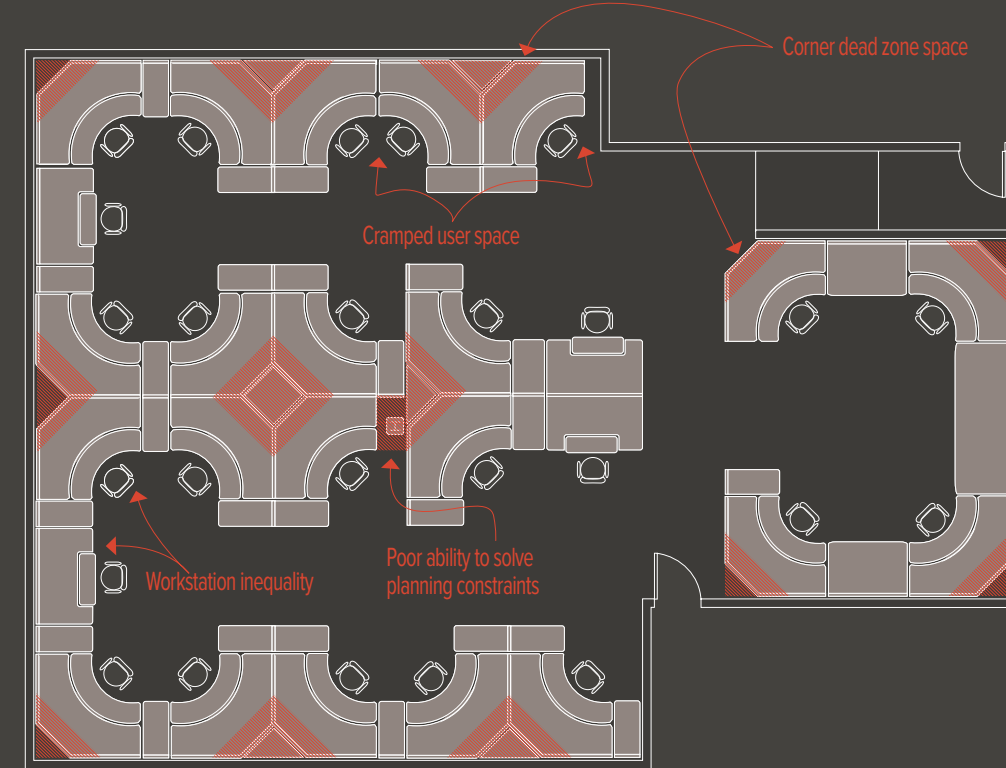 Corner dead zone space
Cramped user space
Poor ability to solve
planning constraints
Workstation inequality